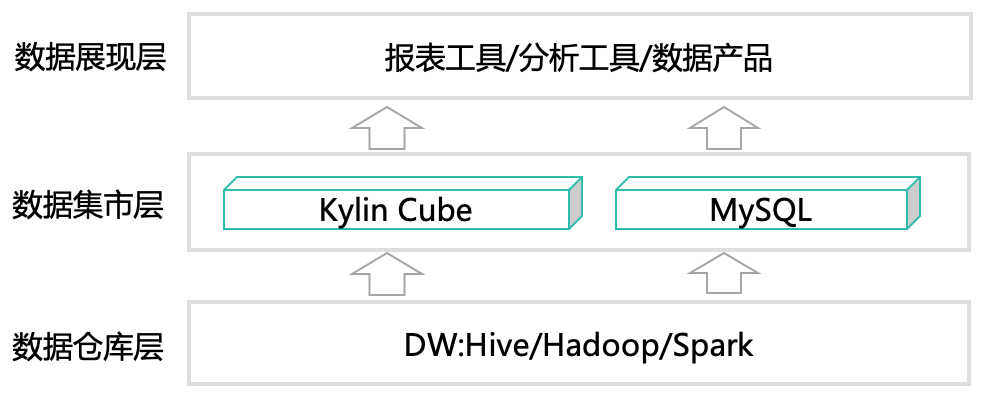 数据展现层
报表工具/分析工具/数据产品
数据集市层
Kylin Cube
MySQL
数据仓库层
DW:Hive/Hadoop/Spark